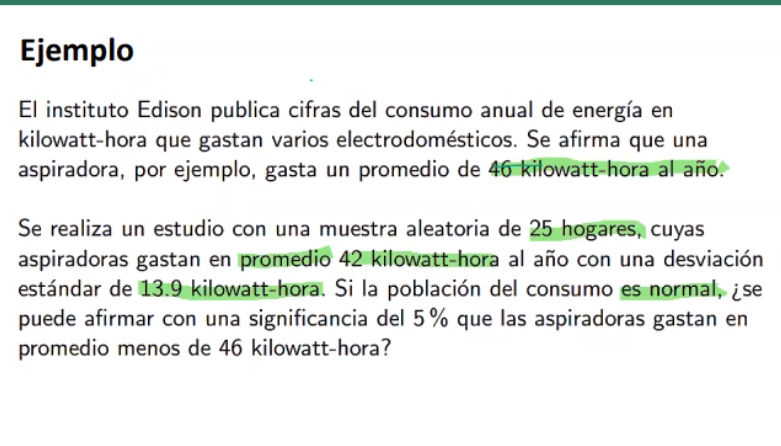 Ejemplo
El instituto Edison publica cifras del consumo anual de energía en
kilowatt-hora que gastan varios electrodomésticos. Se afirma que una
aspiradora, por ejemplo, gasta un promedio de 46 kilowatt-hora al año.
Se realiza un estudio con una muestra aleatoria de 25 hogares, cuyas
aspiradoras gastan en promedio 42 kilowatt-hora al año con una desviación
estándar de 13.9 kilowatt-hora. Si la población del consumo es normal, ¿se
puede afirmar con una significancia del 5 % que las aspiradoras gastan en
promedio menos de 46 kilowatt-hora?